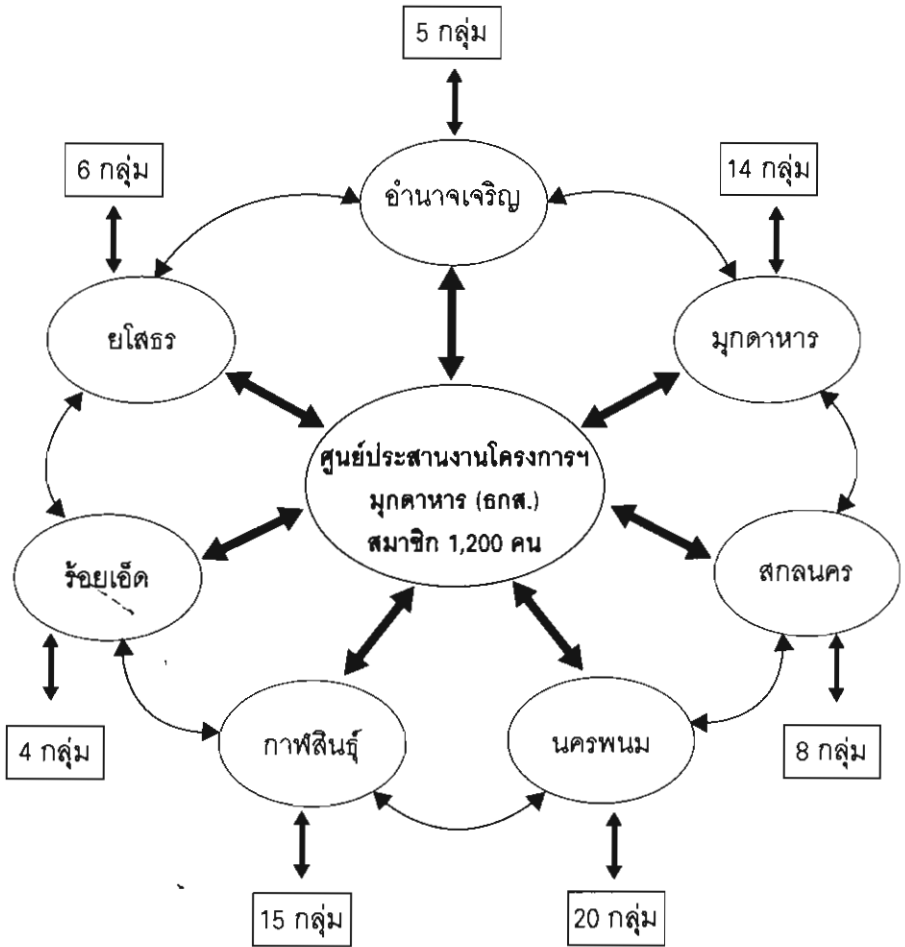 5 กลุ่ม
6 กลุ่ม
14 กลุ่ม
อำนาจเจริญ
ยโสธร
มุกดาหาร
ศูนย์ประสานงานโครงการฯ
มุกดาหาร (ธกส.)
สมาชิก 1,200 คน
ร้อยเอ็ด
สกลนคร
กาฬสินธุ์
นครพนม
4 กลุ่ม
8 กลุ่ม
15 กลุ่ม
20 กลุ่ม